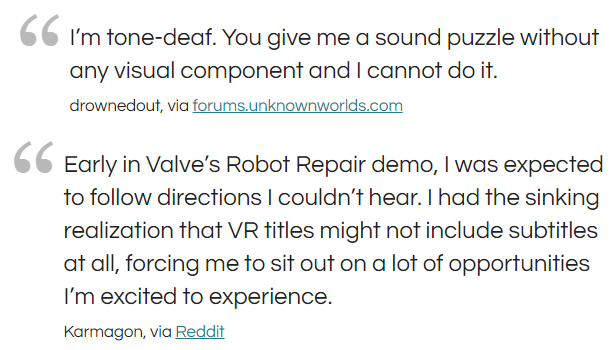 “ I’m tone-deaf. You give me a sound puzzle without
any visual component and I cannot do it.
drownedout, via forums.unknownworlds.com
“ Early in Valve’s Robot Repair demo, I was expected
to follow directions I couldn’t hear. I had the sinking
realization that VR titles might not include subtitles
at all, forcing me to sit out on a lot of opportunities
I’m excited to experience.
Karmagon, via Reddit